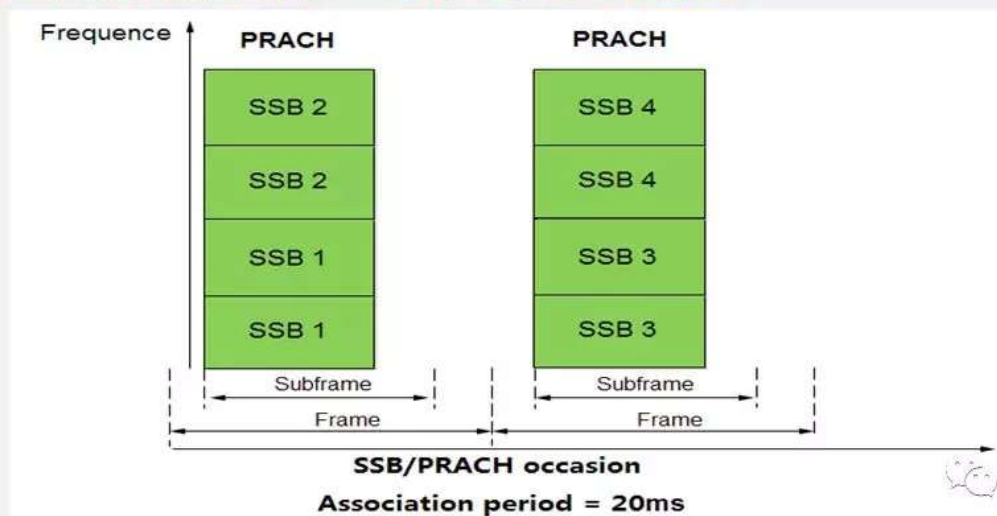 Frequence
PRACH
PRACH
SSB 2
SSB 4
SSB 2
SSB 4
SSB 1
SSB 3
SSB 1
SSB 3
Subframe
Subframe
Frame
Frame
SSB/PRACH occasion
Association period = 20ms